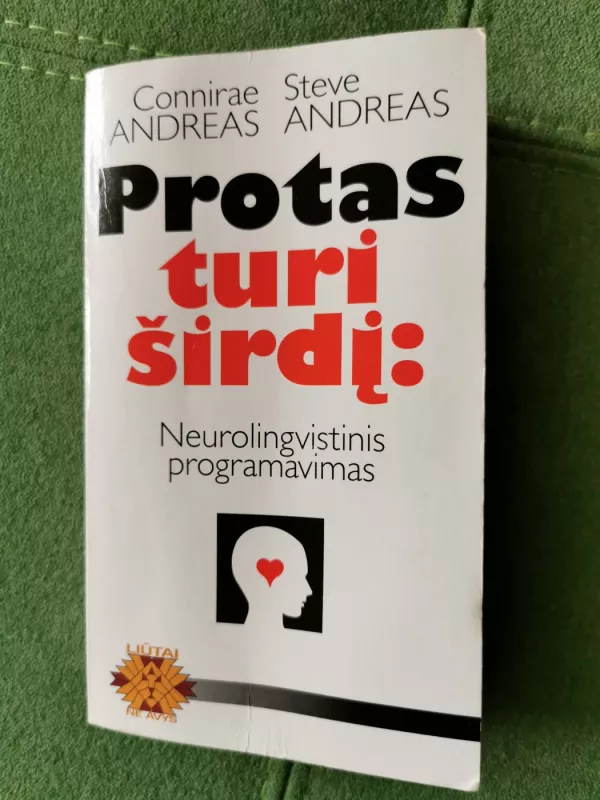 Connirae Steve
ANDREAS ANDREAS
Protas
turi
širdį:
Neurolingvistinis
programavimas
LIŪTAI
NE AVYS